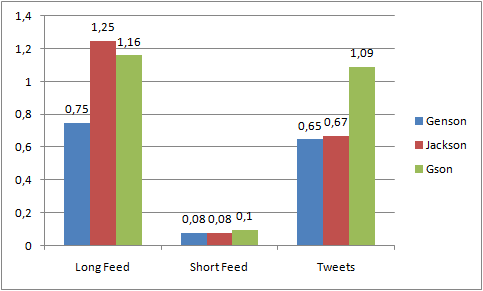 1,4
1,2
1
0,8
0,6
0,4
0,2
0
0,75
1,25
1,16
0,08
0,08
0,1
0,65
0,67
1,09
Long Feed
Short Feed
Tweets
Genson
Jackson
Gson